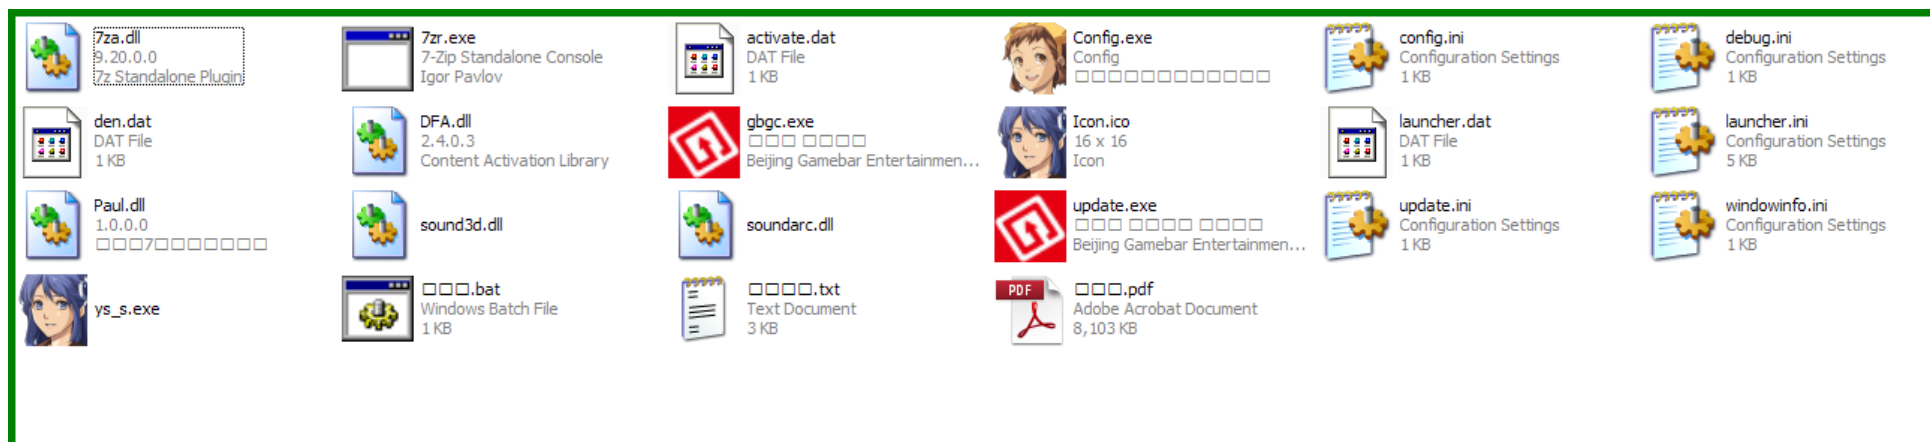 7za.dll
9.20.0.0
7z Standalone Plugin
7zr.exe
7-Zip Standalone Console
Igor Pavlov
activate.dat
DAT File
1 KB
Config.exe
Config
□□□□□□□□□□□□□
config.ini
Configuration Settings
1 KB
debug.ini
Configuration Settings
1 KB
den.dat
DAT File
1 KB
DFA.dll
2.4.0.3
Content Activation Library
gbgc.exe
□□□ □□□□
Beijing Gamebar Entertainmen...
Icon.ico
16 x 16
Icon
launcher.dat
DAT File
1 KB
launcher.ini
Configuration Settings
5 KB
Paul.dll
1.0.0.0
□□□7□□□□□□□
sound3d.dll
soundarc.dll
update.exe
□□□ □□□□ □□□□
Beijing Gamebar Entertainmen...
update.ini
Configuration Settings
1 KB
windowinfo.ini
Configuration Settings
1 KB
ys_s.exe
□□□.bat
Windows Batch File
1 KB
□□□□.txt
Text Document
3 KB
PDF
□□□.pdf
Adobe Acrobat Document
8,103 KB